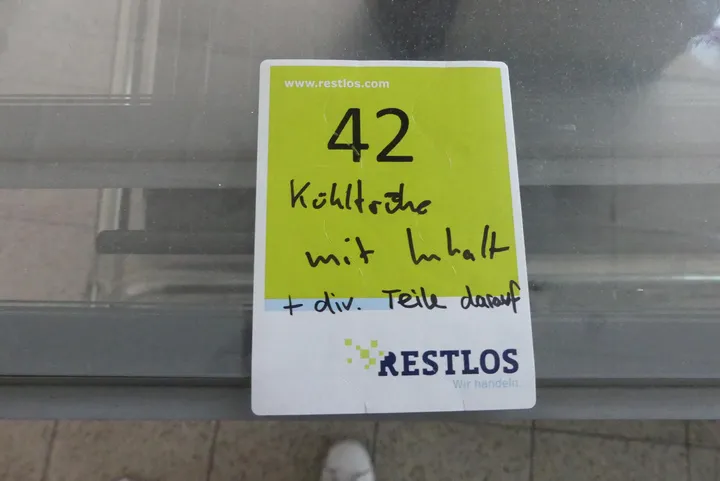 www.restlos.com
42
Kühltruhe
mit Inhalt
+ div. Teile darauf
RESTLOS
Wir handeln.